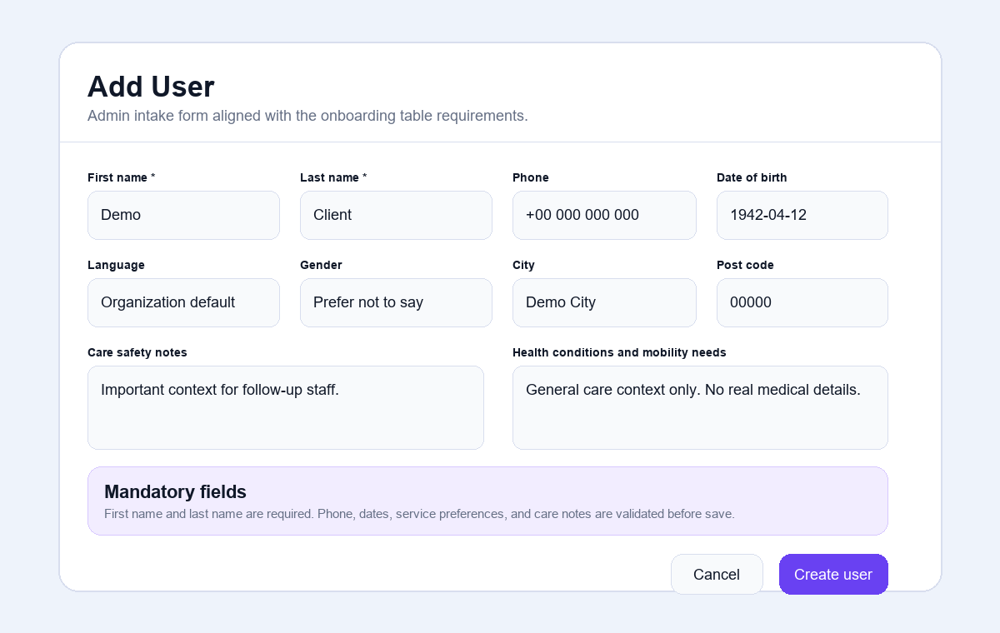 Add User
Admin intake form aligned with the onboarding table requirements.
First name * Last name * Phone Date of birth
Demo Client +00 000 000 000 1942-04-12
Language Gender City Post code
Organization default Prefer not to say Demo City 00000
Care safety notes Health conditions and mobility needs
Important context for follow-up staff. General care context only. No real medical details.
Mandatory fields
First name and last name are required. Phone, dates, service preferences, and care notes are validated before save.
Cancel Create user